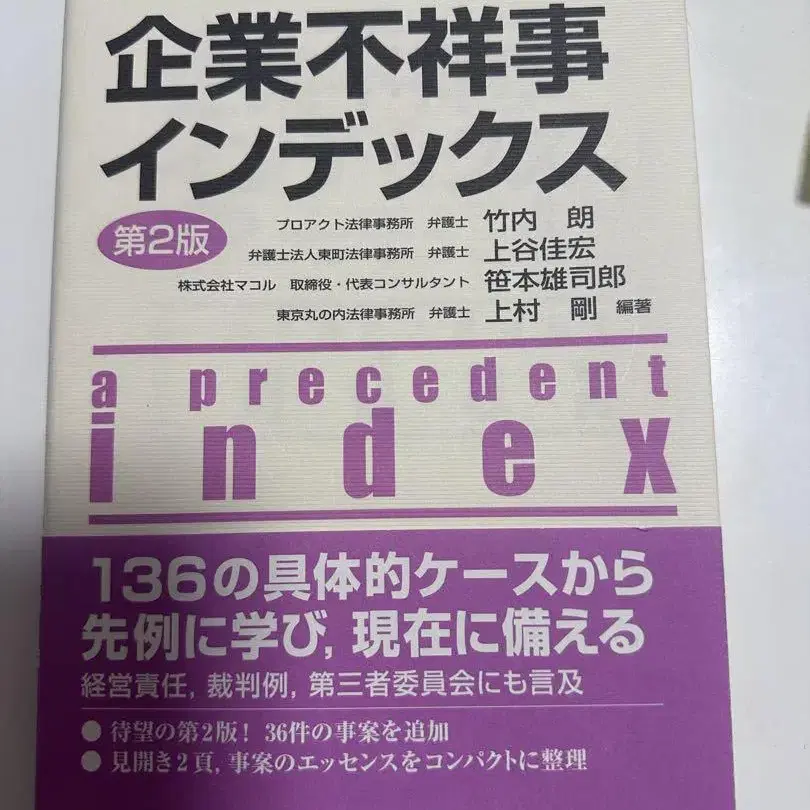 企業不祥事
インデックス
第2版
プロアクト法律事務所 弁護士 竹内 朗
弁護士法人東町法律事務所 弁護士 上谷佳宏
株式会社マコル 取締役・代表コンサルタント 笹本雄司郎
東京丸の内法律事務所 弁護士 上村 剛 編著
a precedent
index
136の具体的ケースから
先例に学び, 現在に備える
経営責任, 裁判例, 第三者委員会にも言及
● 待望の第2版! 36件の事案を追加
● 見開き2頁, 事案のエッセンスをコンパクトに整理